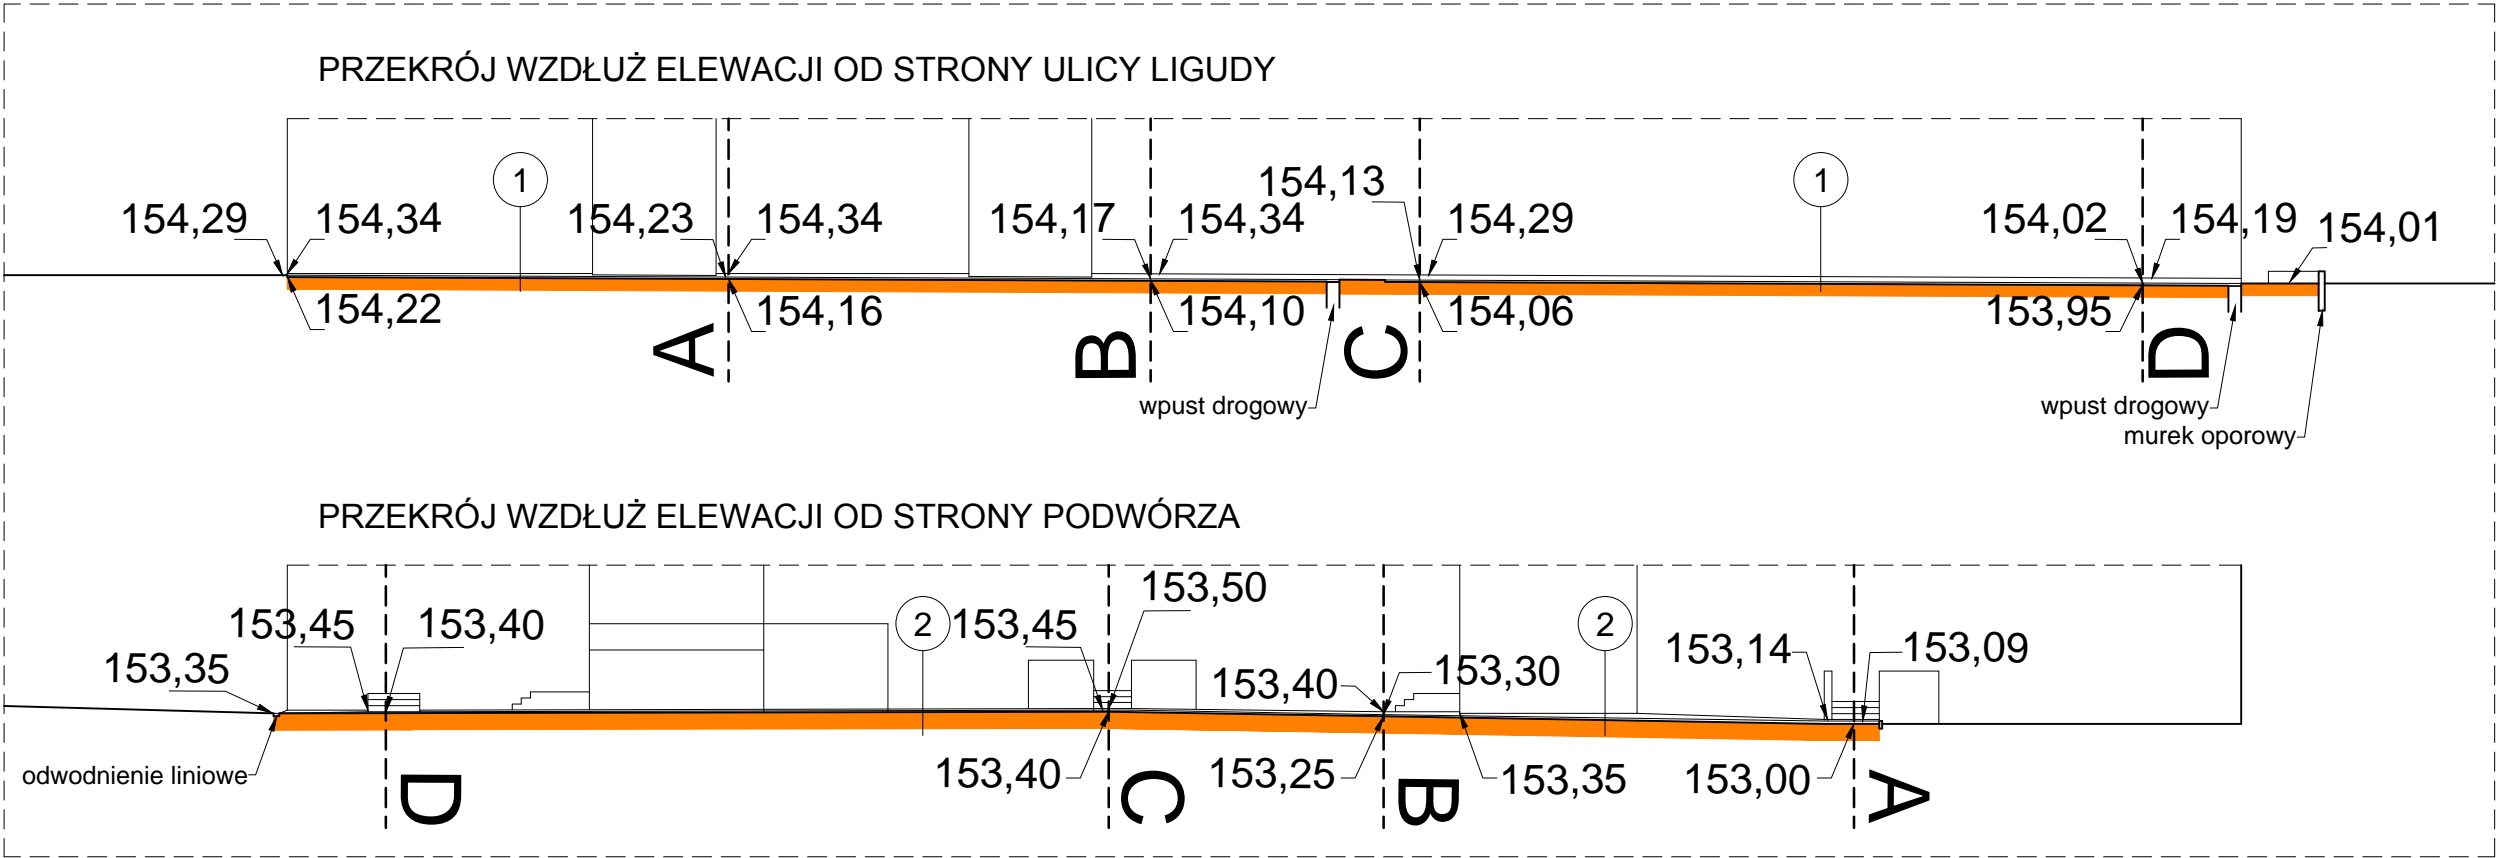 PRZEKRÓJ WZDŁUŻ ELEWACJI OD STRONY ULICY LIGUDY
1
1
154,13
154,29
154,34
154,23
154,34
154,17
154,34
154,29
154,02
154,19
154,01
154,22
154,16
154,10
154,06
153,95
A
B
C
D
wpust drogowy
wpust drogowy
murek oporowy
PRZEKRÓJ WZDŁUŻ ELEWACJI OD STRONY PODWÓRZA
153,50
2
2
153,45
153,40
153,45
153,35
153,40
153,30
153,14
153,09
odwodnienie liniowe
153,40
153,25
153,35
153,00
D
C
B
A